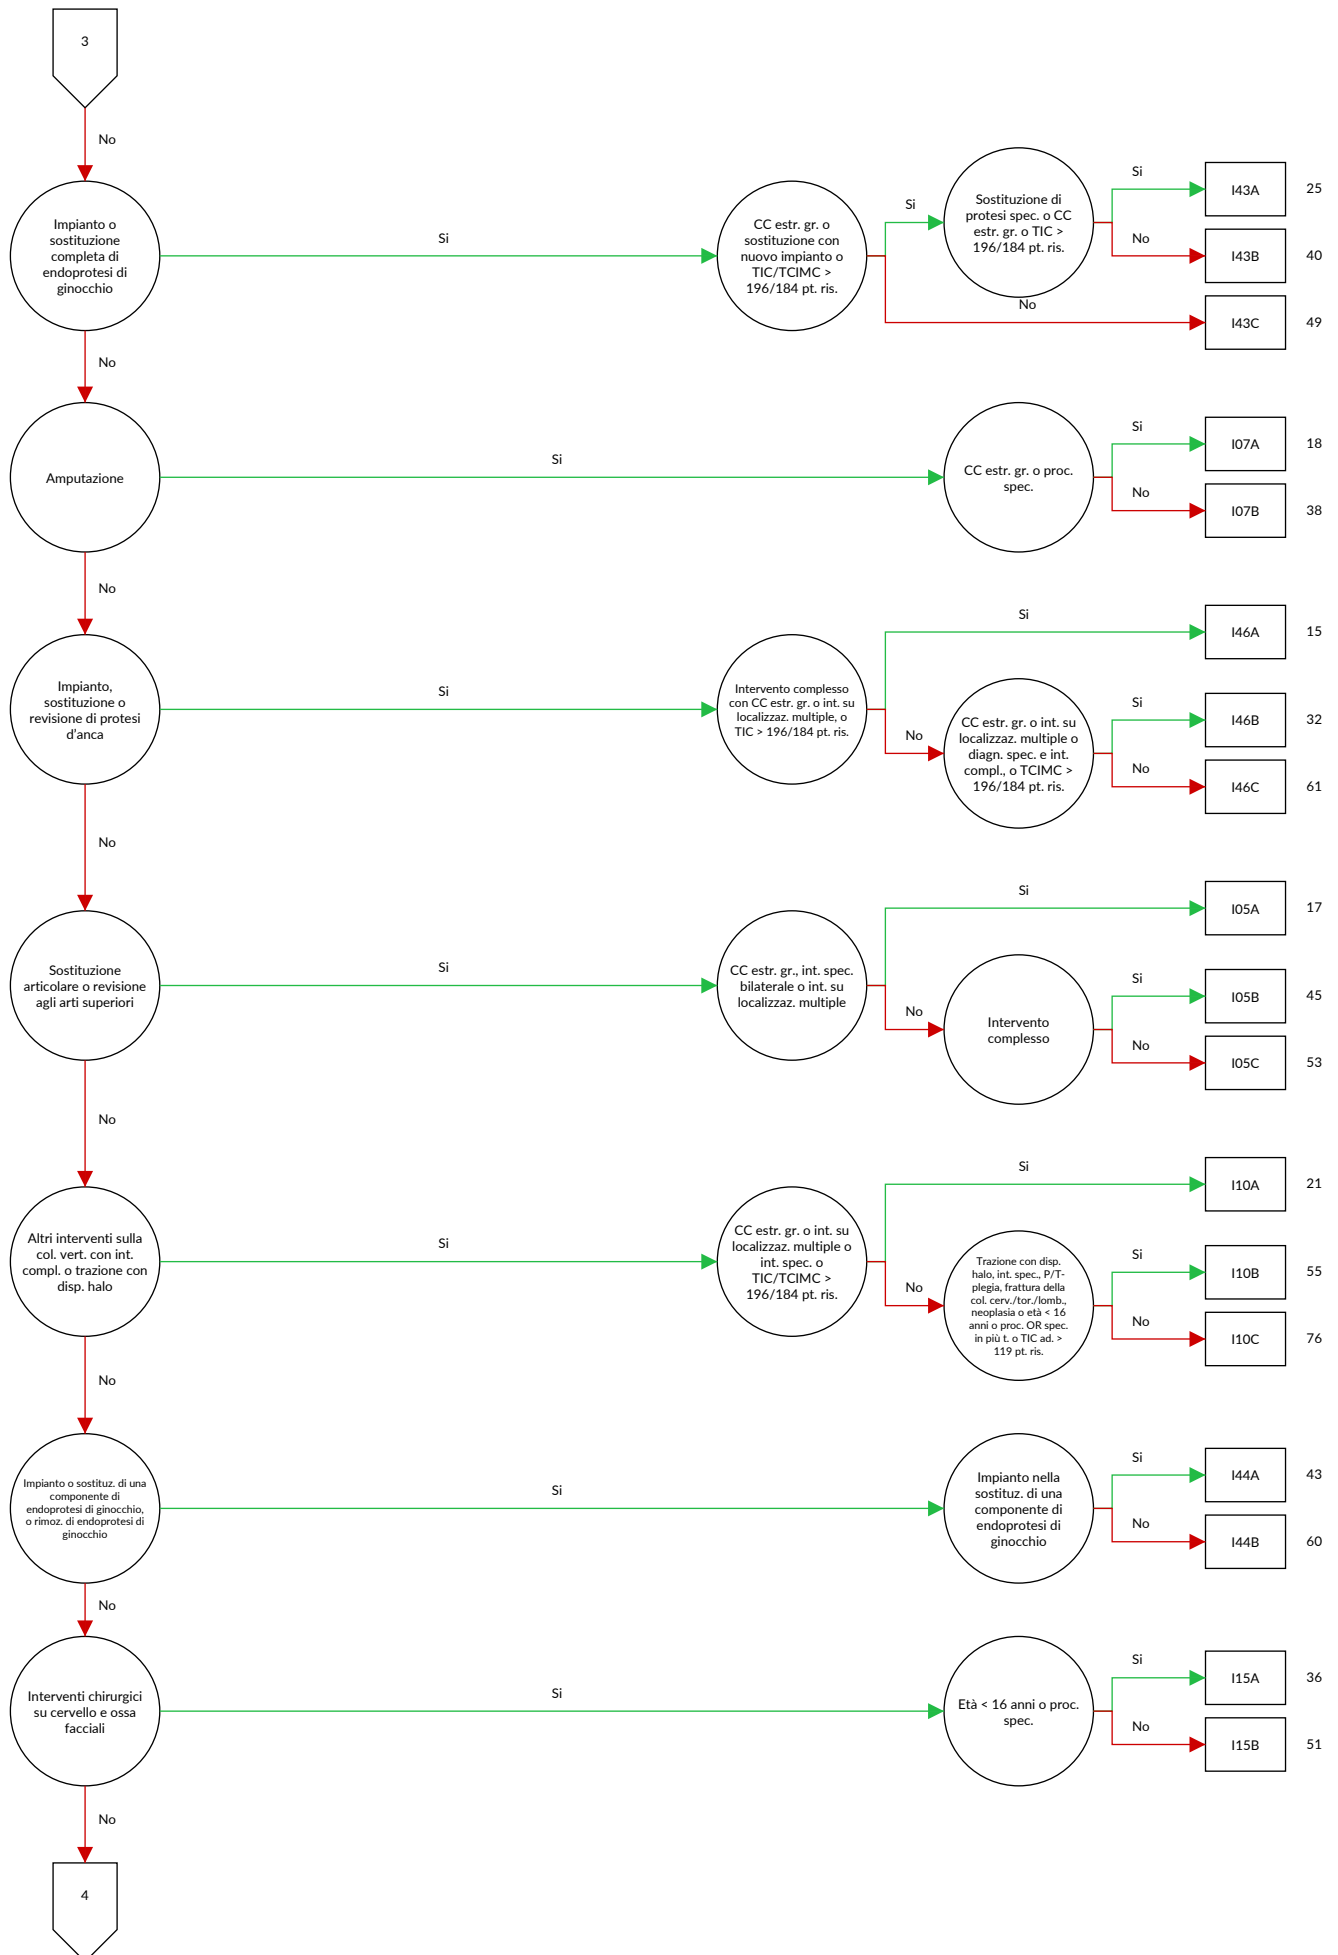 3
No
Impianto o
sostituzione
completa di
endoprotesi di
ginocchio
Si
CC estr. gr. o
sostituzione con
nuovo impianto o
TIC/TCIMC >
196/184 pt. ris.
Si
Sostituzione di
protesi spec. o CC
estr. gr. o TIC >
196/184 pt. ris.
Si
I43A
25
No
I43B
40
No
I43C
49
No
Amputazione
Si
CC estr. gr. o proc.
spec.
Si
I07A
18
No
I07B
38
No
Impianto,
sostituzione o
revisione di protesi
d’anca
Si
Intervento complesso
con CC estr. gr. o int. su
localizzaz. multiple, o
TIC > 196/184 pt. ris.
Si
I46A
15
No
CC estr. gr. o int. su
localizzaz. multiple o
diagn. spec. e int.
compl., o TCIMC >
196/184 pt. ris.
Si
I46B
32
No
I46C
61
No
Sostituzione
articolare o revisione
agli arti superiori
Si
CC estr. gr., int. spec.
bilaterale o int. su
localizzaz. multiple
Si
I05A
17
No
Intervento
complesso
Si
I05B
45
No
I05C
53
No
Altri interventi sulla
col. vert. con int.
compl. o trazione con
disp. halo
Si
CC estr. gr. o int. su
localizzaz. multiple o
int. spec. o
TIC/TCIMC >
196/184 pt. ris.
Si
I10A
21
No
Trazione con disp.
halo, int. spec., P/T-
plegia, frattura della
col. cerv./tor./lomb.,
neoplasia o età < 16
anni o proc. OR spec.
in più t. o TIC ad. >
119 pt. ris.
Si
I10B
55
No
I10C
76
No
Impianto o sostituz. di una
componente di
endoprotesi di ginocchio,
o rimoz. di endoprotesi di
ginocchio
Si
Impianto nella
sostituz. di una
componente di
endoprotesi di
ginocchio
Si
I44A
43
No
I44B
60
No
Interventi chirurgici
su cervello e ossa
facciali
Si
Età < 16 anni o proc.
spec.
Si
I15A
36
No
I15B
51
No
4